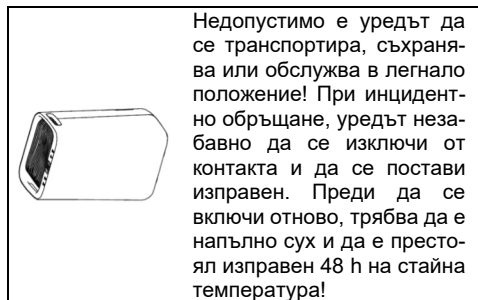 Недопустимо е уредът да
се транспортира, съхраня-
ва или обслужва в легнало
положение! При инцидент-
но обръщане, уредът неза-
бавно да се изключи от
контакта и да се постави
изправен. Преди да се
включи отново, трябва да е
напълно сух и да е престо-
ял изправен 48 h на стайна
температура!